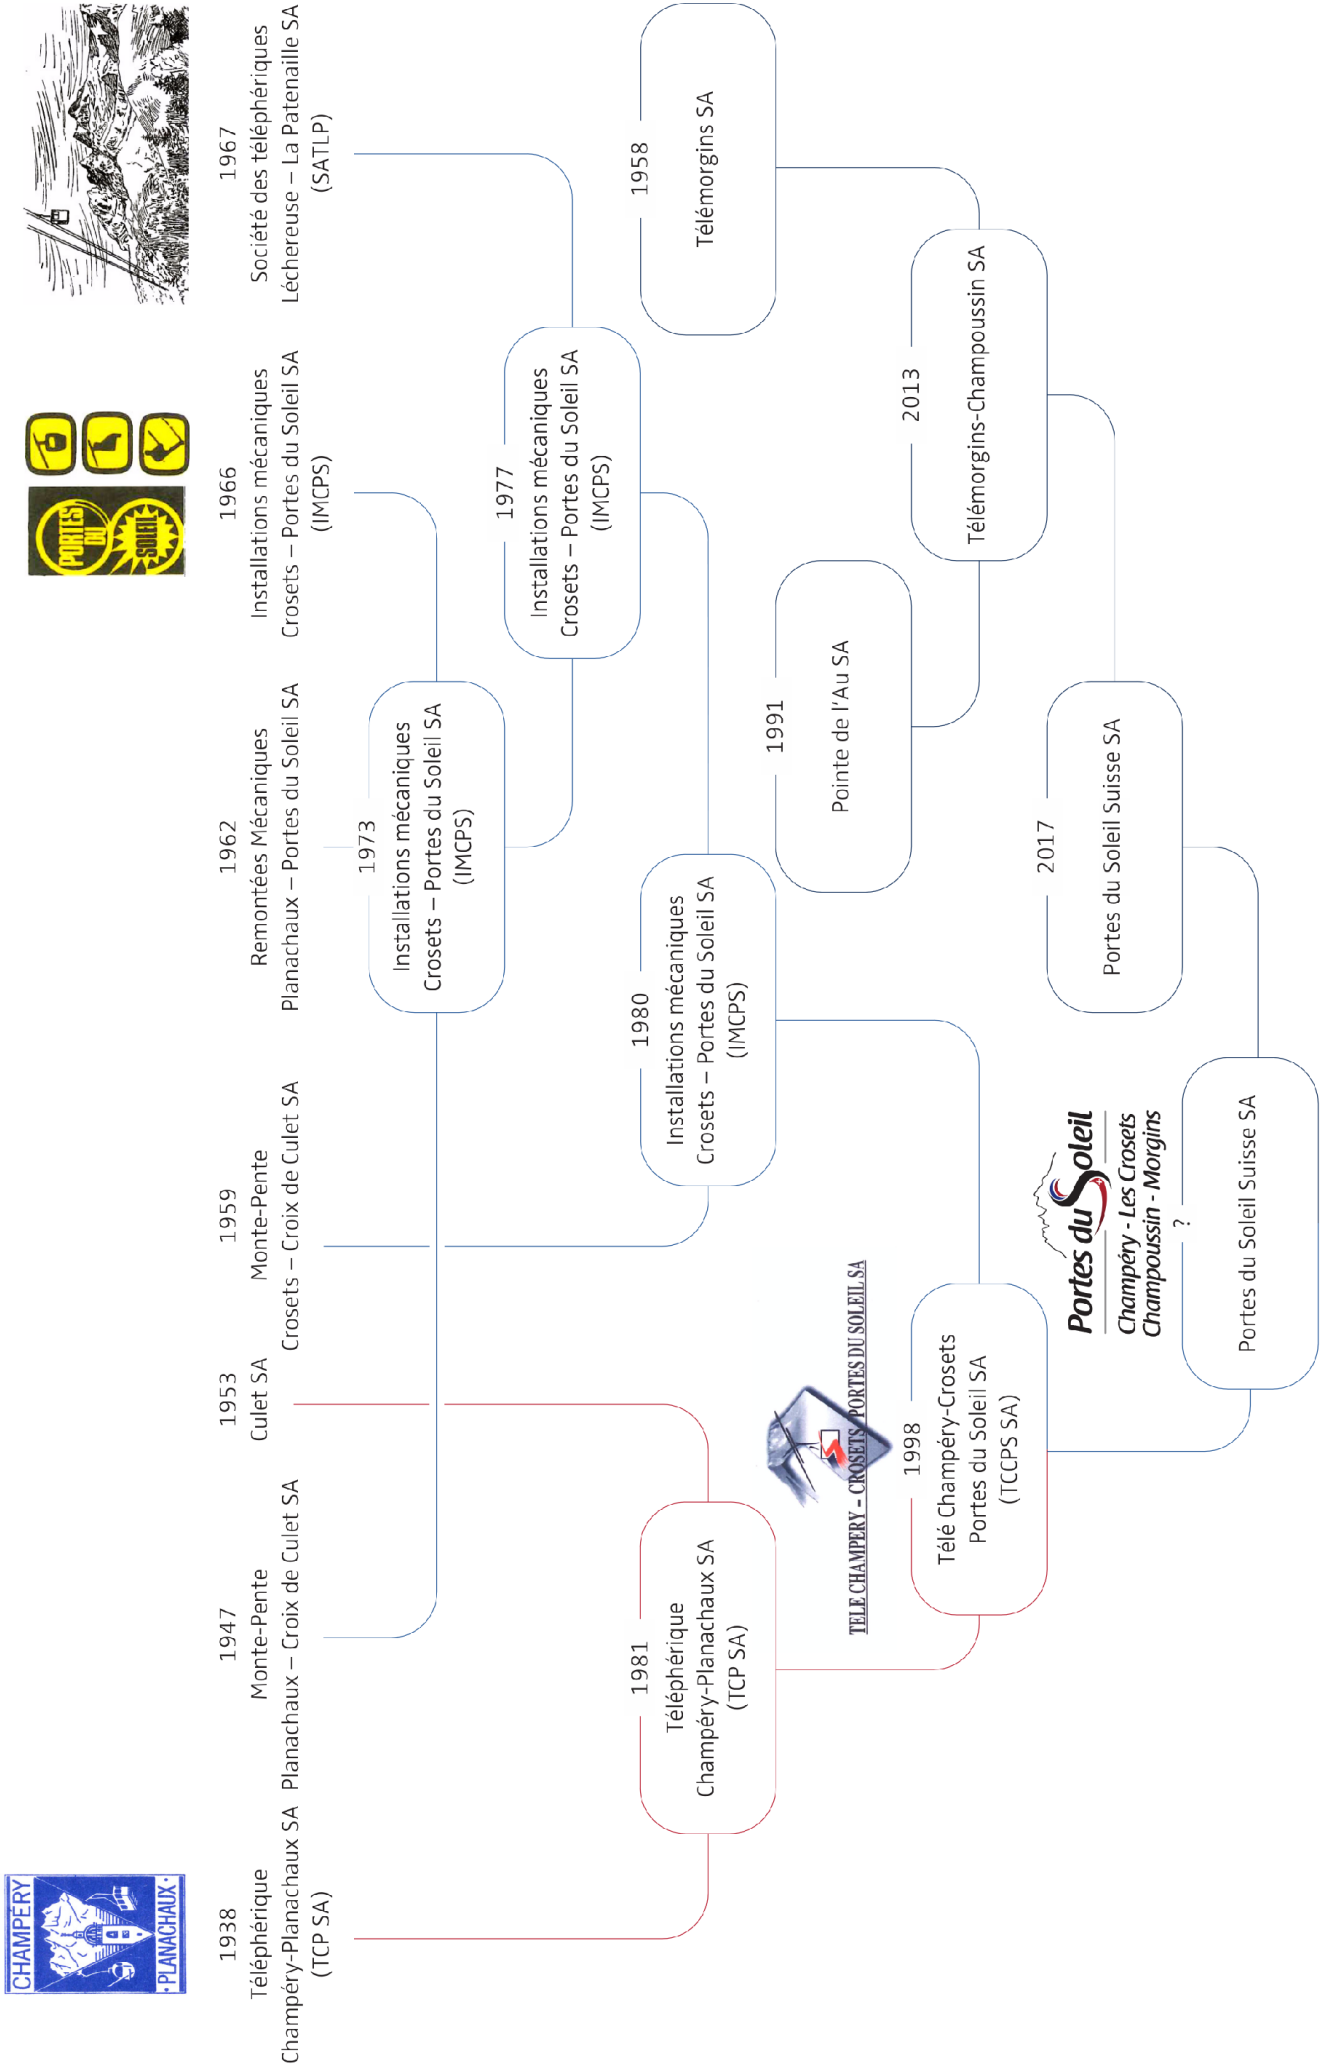 CHAMPÉRY
• PLANACHAUX •
PORTES
DU
SOLEIL
1938
Téléphérique
Champéry-Planachaux SA
(TCP SA)
1947
Monte-Pente
Planachaux – Croix de Culet SA
1953
Culet SA
1959
Monte-Pente
Crosets – Croix de Culet SA
1962
Remontées Mécaniques
Planachaux – Portes du Soleil SA
1966
Installations mécaniques
Crosets – Portes du Soleil SA
(IMCPS)
1967
Société des téléphériques
Léchereuse – La Patenaille SA
(SATLP)
1973
Installations mécaniques
Crosets – Portes du Soleil SA
(IMCPS)
1977
Installations mécaniques
Crosets – Portes du Soleil SA
(IMCPS)
1981
Téléphérique
Champéry-Planachaux SA
(TCP SA)
1980
Installations mécaniques
Crosets – Portes du Soleil SA
(IMCPS)
1958
Télémorgins SA
1991
Pointe de l'Au SA
TELE CHAMPERY – CROSETS PORTES DU SOLEIL SA
1998
Télé Champéry-Crosets
Portes du Soleil SA
(TCCPS SA)
2013
Télémorgins-Champoussin SA
2017
Portes du Soleil Suisse SA
Portes du Soleil
Champéry - Les Crosets
Champoussin - Morgins
?
Portes du Soleil Suisse SA